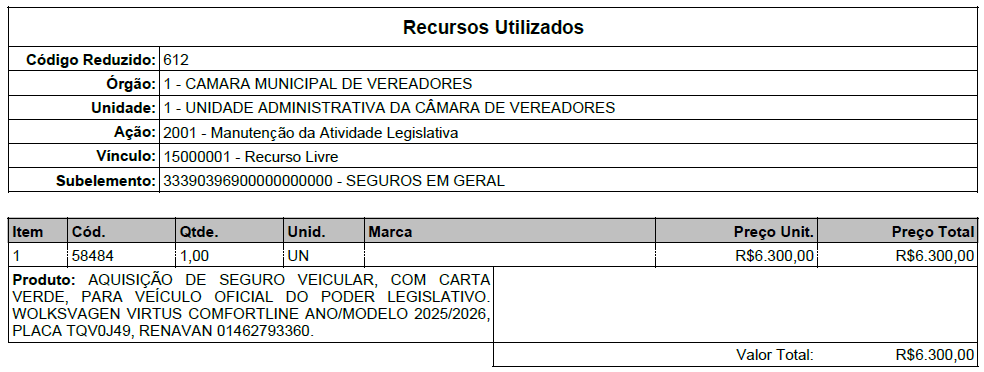 Recursos Utilizados
Código Reduzido: 612
Órgão: 1 - CAMARA MUNICIPAL DE VEREADORES
Unidade: 1 - UNIDADE ADMINISTRATIVA DA CÂMARA DE VEREADORES
Ação: 2001 - Manutenção da Atividade Legislativa
Vínculo: 15000001 - Recurso Livre
Subelemento: 33390396900000000000 - SEGUROS EM GERAL
Item Cód. Qtde. Unid. Marca Preço Unit. Preço Total
1 58484 1,00 UN R$6.300,00 R$6.300,00
Produto: AQUISIÇÃO DE SEGURO VEICULAR, COM CARTA
VERDE, PARA VEÍCULO OFICIAL DO PODER LEGISLATIVO.
WOLKSVAGEN VIRTUS COMFORTLINE ANO/MODELO 2025/2026,
PLACA TQV0J49, RENAVAN 01462793360.
Valor Total: R$6.300,00